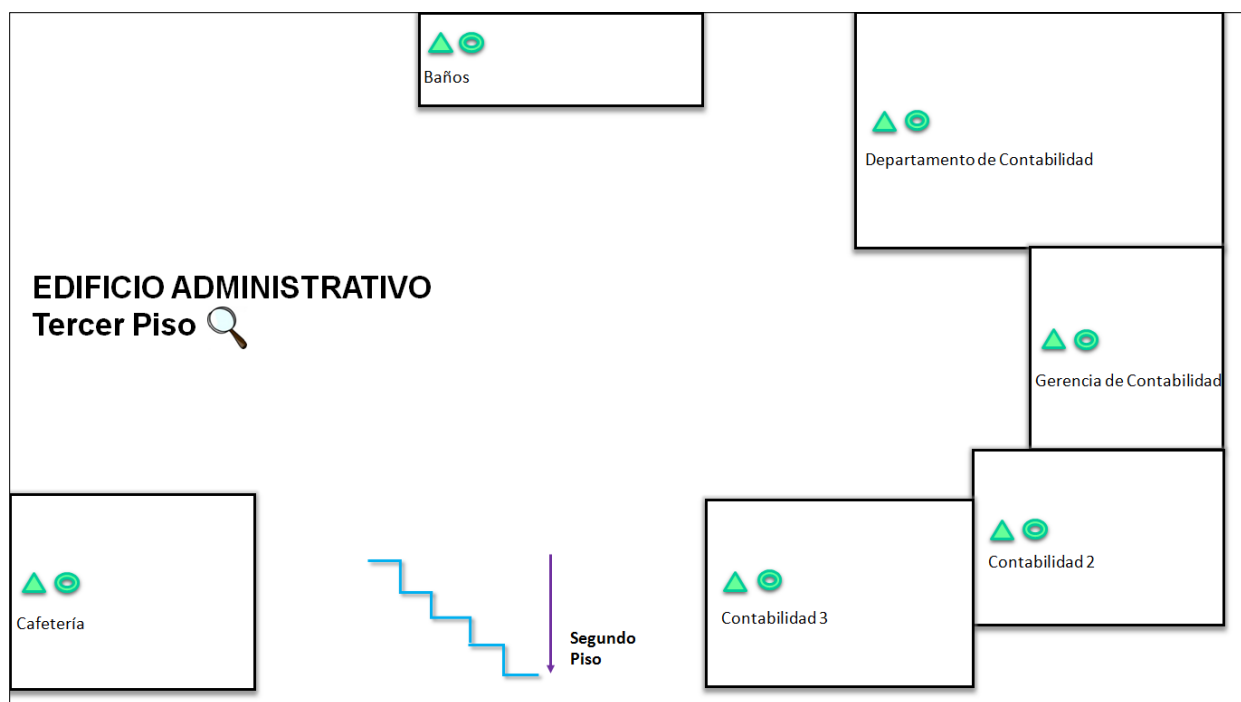 Baños
Departamento de Contabilidad
EDIFICIO ADMINISTRATIVO
Tercer Piso
Gerencia de Contabilidad
Contabilidad 2
Cafetería
Contabilidad 3
Segundo
Piso